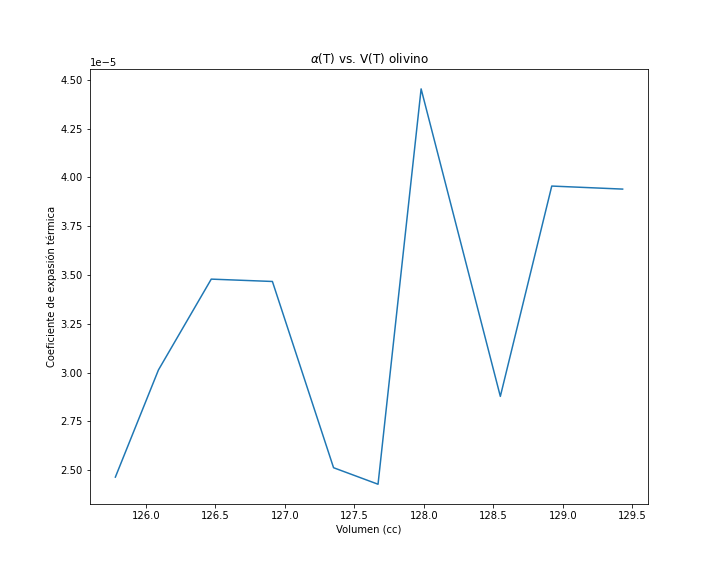 α(T) vs. V(T) olivino
1e−5
4.50
4.25
4.00
3.75
3.50
3.25
3.00
2.75
2.50
Coeficiente de expasión térmica
126.0 126.5 127.0 127.5 128.0 128.5 129.0 129.5
Volumen (cc)